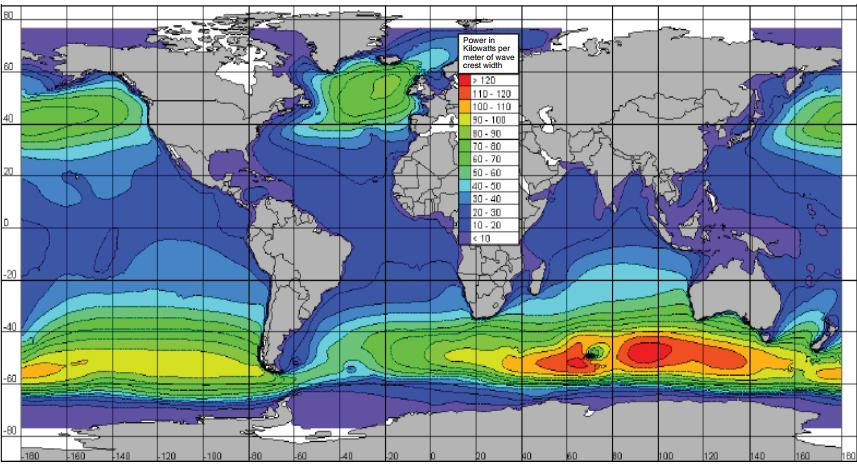 80
60
40
20
0
-20
-40
-60
-80
-180 -160 -140 -120 -100 -80 -60 -40 -20 0 20 40 60 80 100 120 140 160 180
Power in
Kilowatts per
meter of wave
crest width
> 120
110 - 120
100 - 110
90 - 100
80 - 90
70 - 80
60 - 70
50 - 60
40 - 50
30 - 40
20 - 30
10 - 20
< 10